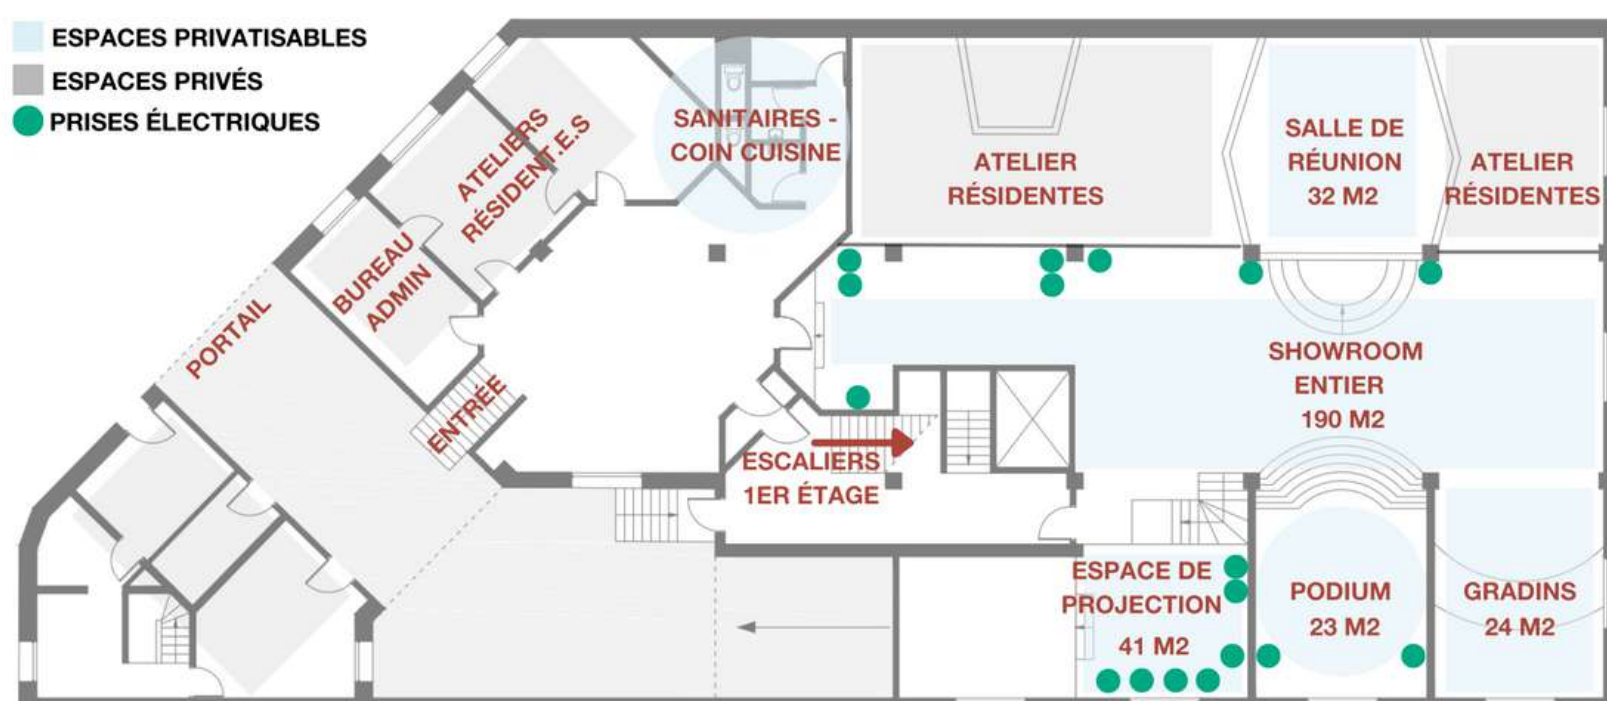 ESPACES PRIVATISABLES
ESPACES PRIVÉS
PRISES ÉLECTRIQUES
ATELIERS
RÉSIDENT.E.S
SANITAIRES -
COIN CUISINE
ATELIER
RÉSIDENTES
SALLE DE
RÉUNION
32 M2
ATELIER
RÉSIDENTES
BUREAU
ADMIN
PORTAIL
ENTRÉE
SHOWROOM
ENTIER
190 M2
ESCALIERS
1ER ÉTAGE
ESPACE DE
PROJECTION
41 M2
PODIUM
23 M2
GRADINS
24 M2